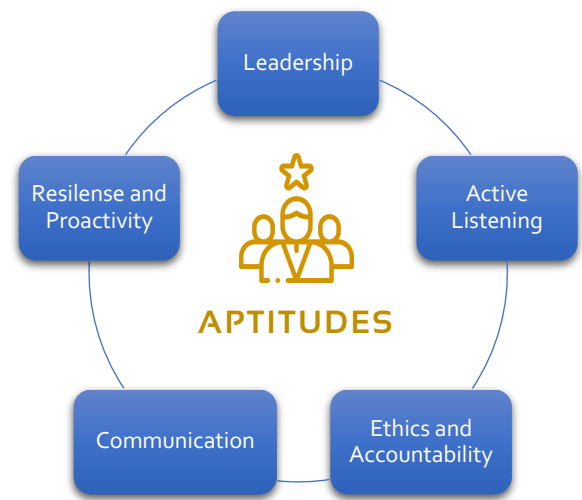 Leadership
Active
Listening
Ethics and
Accountability
Communication
Resilense and
Proactivity
APTITUDES